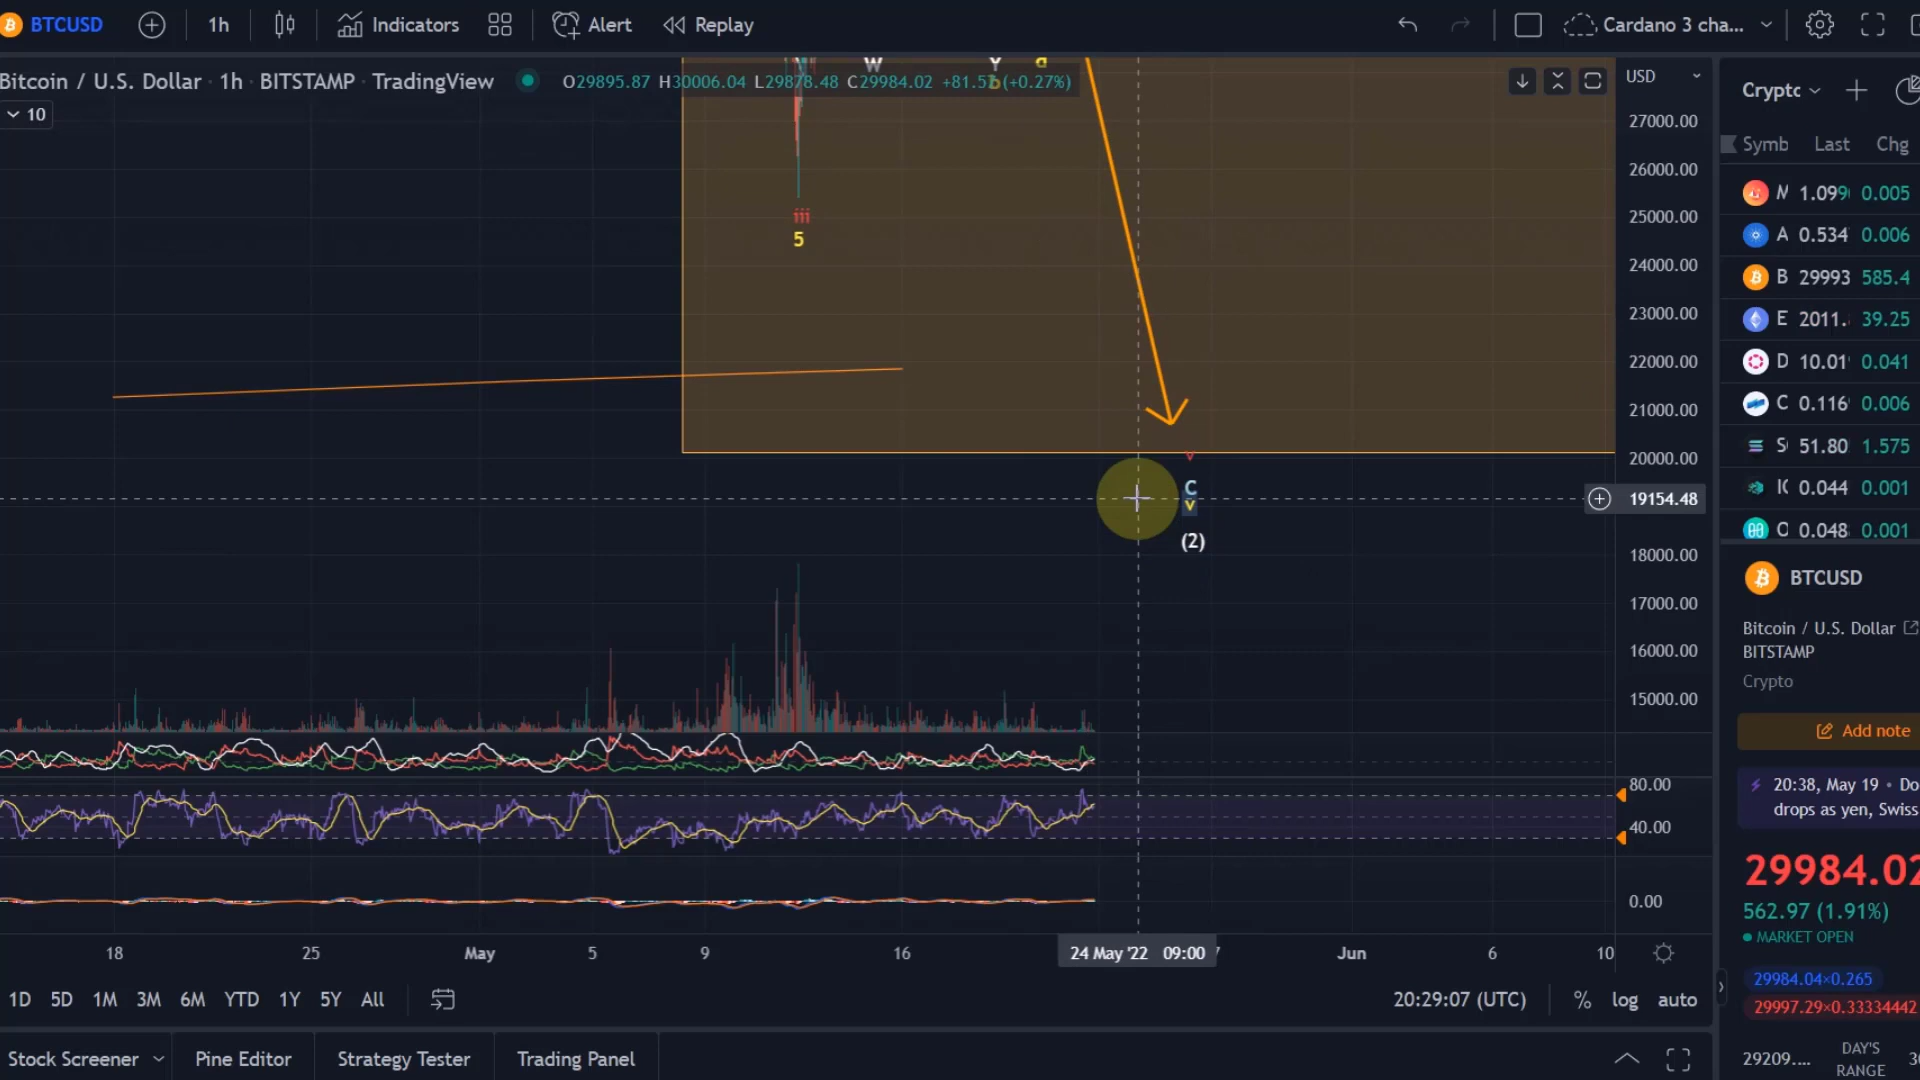 BTCUSD 1h Indicators Alert Replay Cardano 3 cha...
Bitcoin / U.S. Dollar · 1h · BITSTAMP · TradingView O29895.87 H30006.04 L29878.48 C29984.02 (+0.27%)
10
W
Y
a
b
iii
5
v
C
v
(2)
USD
27000.00
26000.00
25000.00
24000.00
23000.00
22000.00
21000.00
20000.00
19154.48
18000.00
17000.00
16000.00
15000.00
80.00
40.00
0.00
18 25 May 5 9 16 24 May '22 09:00 7 Jun 6 10
1D 5D 1M 3M 6M YTD 1Y 5Y All 20:29:07 (UTC) % log auto
Stock Screener Pine Editor Strategy Tester Trading Panel
Crypto
Symb Last Chg
M 1.099 0.005
A 0.534 0.006
B 29993 585.4
E 2011. 39.25
D 10.01 0.041
C 0.116 0.006
S 51.80 1.575
0.044 0.001
O 0.048 0.001
BTCUSD
Bitcoin / U.S. Dollar
BITSTAMP
Crypto
Add note
20:38, May 19 • Do
drops as yen, Swiss
29984.02
562.97 (1.91%)
MARKET OPEN
29984.04×0.265
29997.29×0.33334442
29209.... DAY'S
RANGE